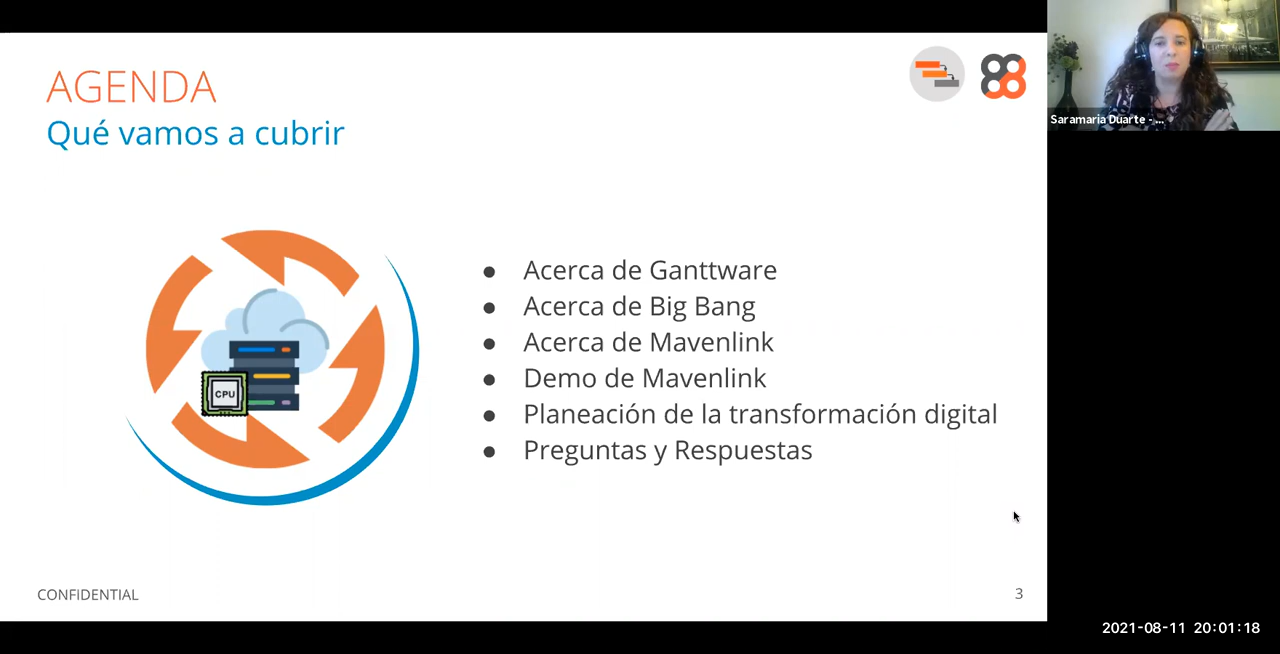 AGENDA
Qué vamos a cubrir
Saramaria Duarte - ...
● Acerca de Ganttware
● Acerca de Big Bang
● Acerca de Mavenlink
● Demo de Mavenlink
● Planeación de la transformación digital
● Preguntas y Respuestas
CPU
CONFIDENTIAL
3
2021-08-11 20:01:18